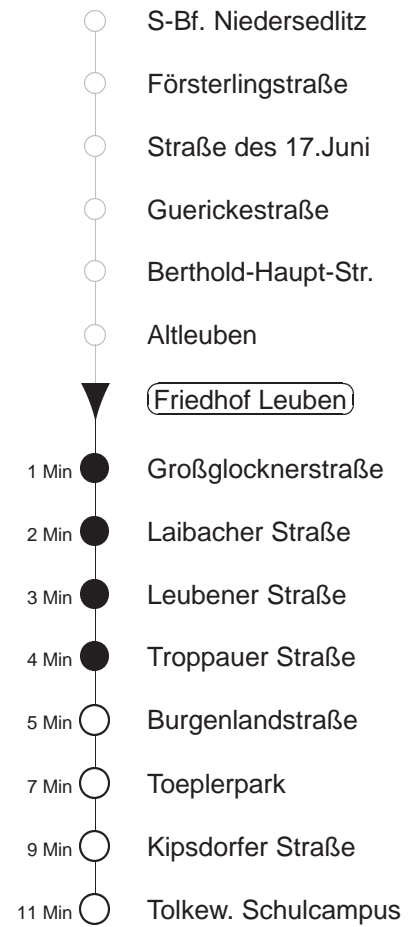 S-Bf. Niedersedlitz
Försterlingstraße
Straße des 17.Juni
Guerickestraße
Berthold-Haupt-Str.
Altleuben
Friedhof Leuben
1 Min Großglocknerstraße
2 Min Laibacher Straße
3 Min Leubener Straße
4 Min Troppauer Straße
5 Min Burgenlandstraße
7 Min Toeplerpark
9 Min Kipsdorfer Straße
11 Min Tolkew. Schulcampus